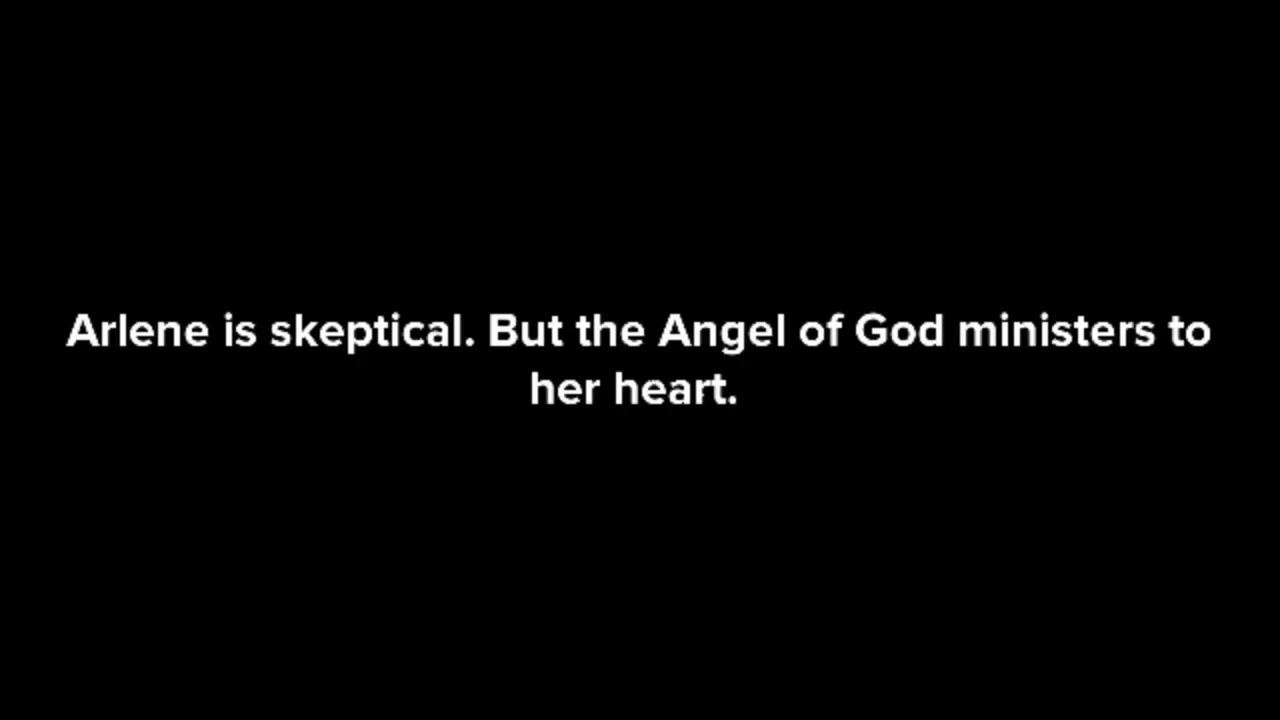 Arlene is skeptical. But the Angel of God ministers to
her heart.